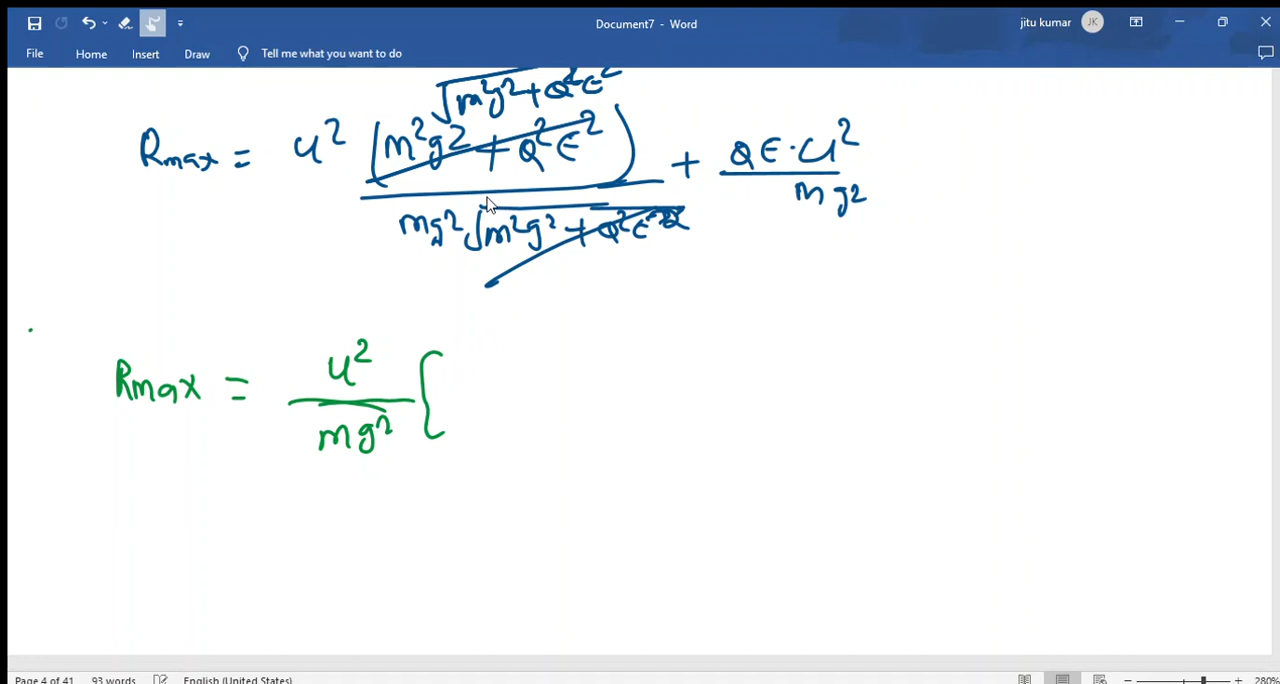 Document7 - Word
jitu kumar
JK
File Home Insert Draw Tell me what you want to do
√m²g²+Q²E²
Rmax = u² (m²g² + Q²E²) + QE·u²
mg² √m²g² + Q²E² mg²
Rmax = u² [
mg²
Page 4 of 41 93 words English (United States) 280%